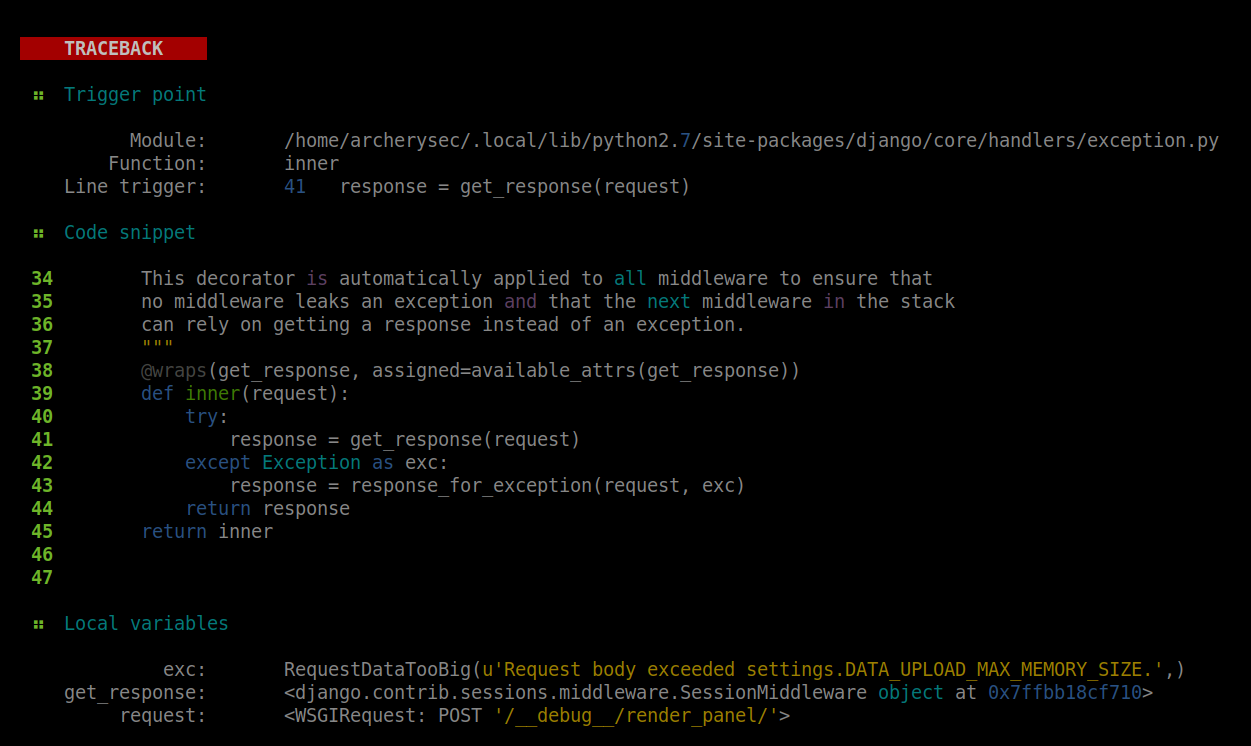 TRACEBACK
Trigger point
Module: /home/archerysec/.local/lib/python2.7/site-packages/django/core/handlers/exception.py
Function: inner
Line trigger: 41 response = get_response(request)
Code snippet
34 This decorator is automatically applied to all middleware to ensure that
35 no middleware leaks an exception and that the next middleware in the stack
36 can rely on getting a response instead of an exception.
37 """
38 @wraps(get_response, assigned=available_attrs(get_response))
39 def inner(request):
40 try:
41 response = get_response(request)
42 except Exception as exc:
43 response = response_for_exception(request, exc)
44 return response
45 return inner
46
47
Local variables
exc: RequestDataTooBig(u'Request body exceeded settings.DATA_UPLOAD_MAX_MEMORY_SIZE.',)
get_response: <django.contrib.sessions.middleware.SessionMiddleware object at 0x7ffbb18cf710>
request: <WSGIRequest: POST '/__debug__/render_panel/'>